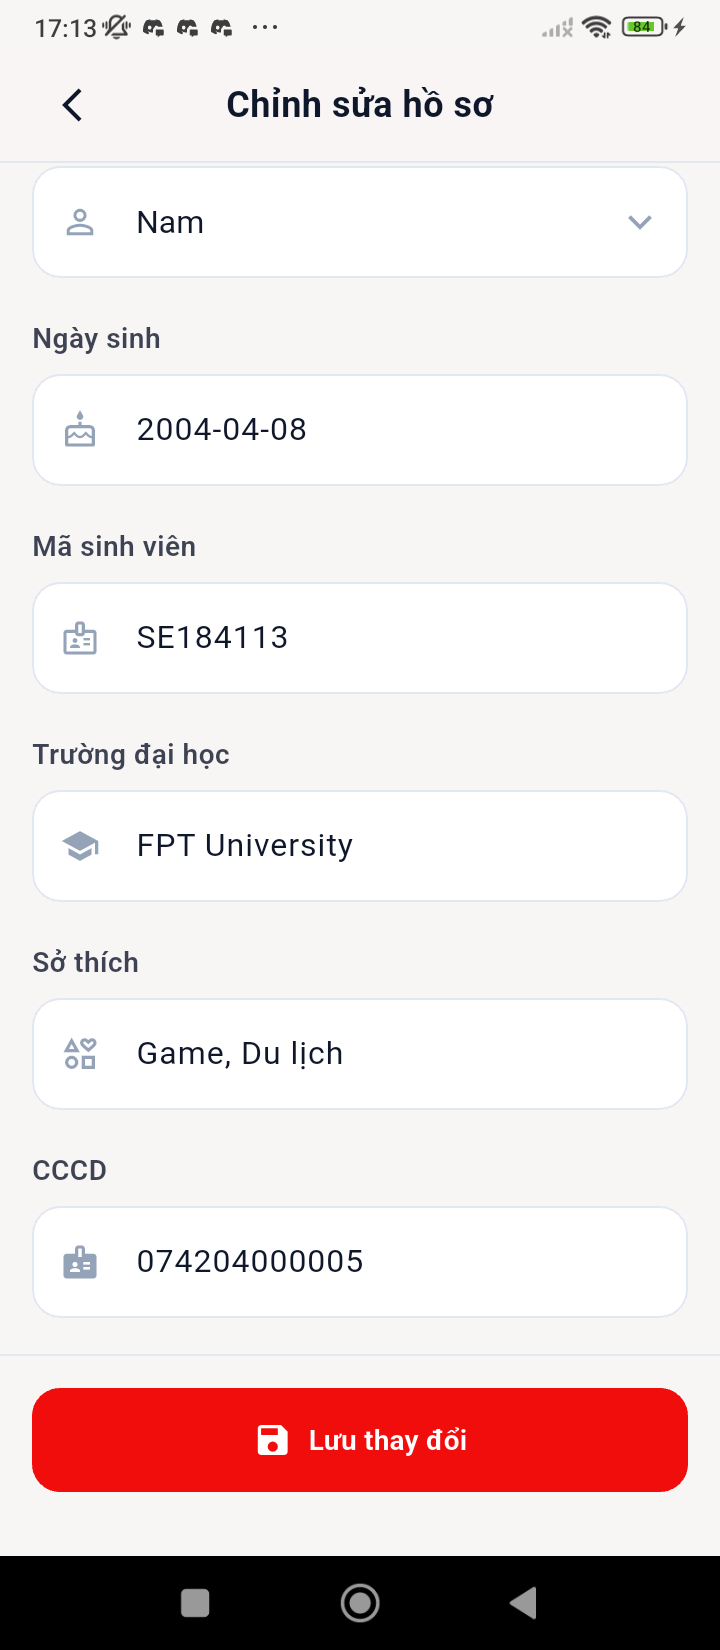 17:13
84
Chỉnh sửa hồ sơ
Nam
Ngày sinh
2004-04-08
Mã sinh viên
SE184113
Trường đại học
FPT University
Sở thích
Game, Du lịch
CCCD
074204000005
Lưu thay đổi